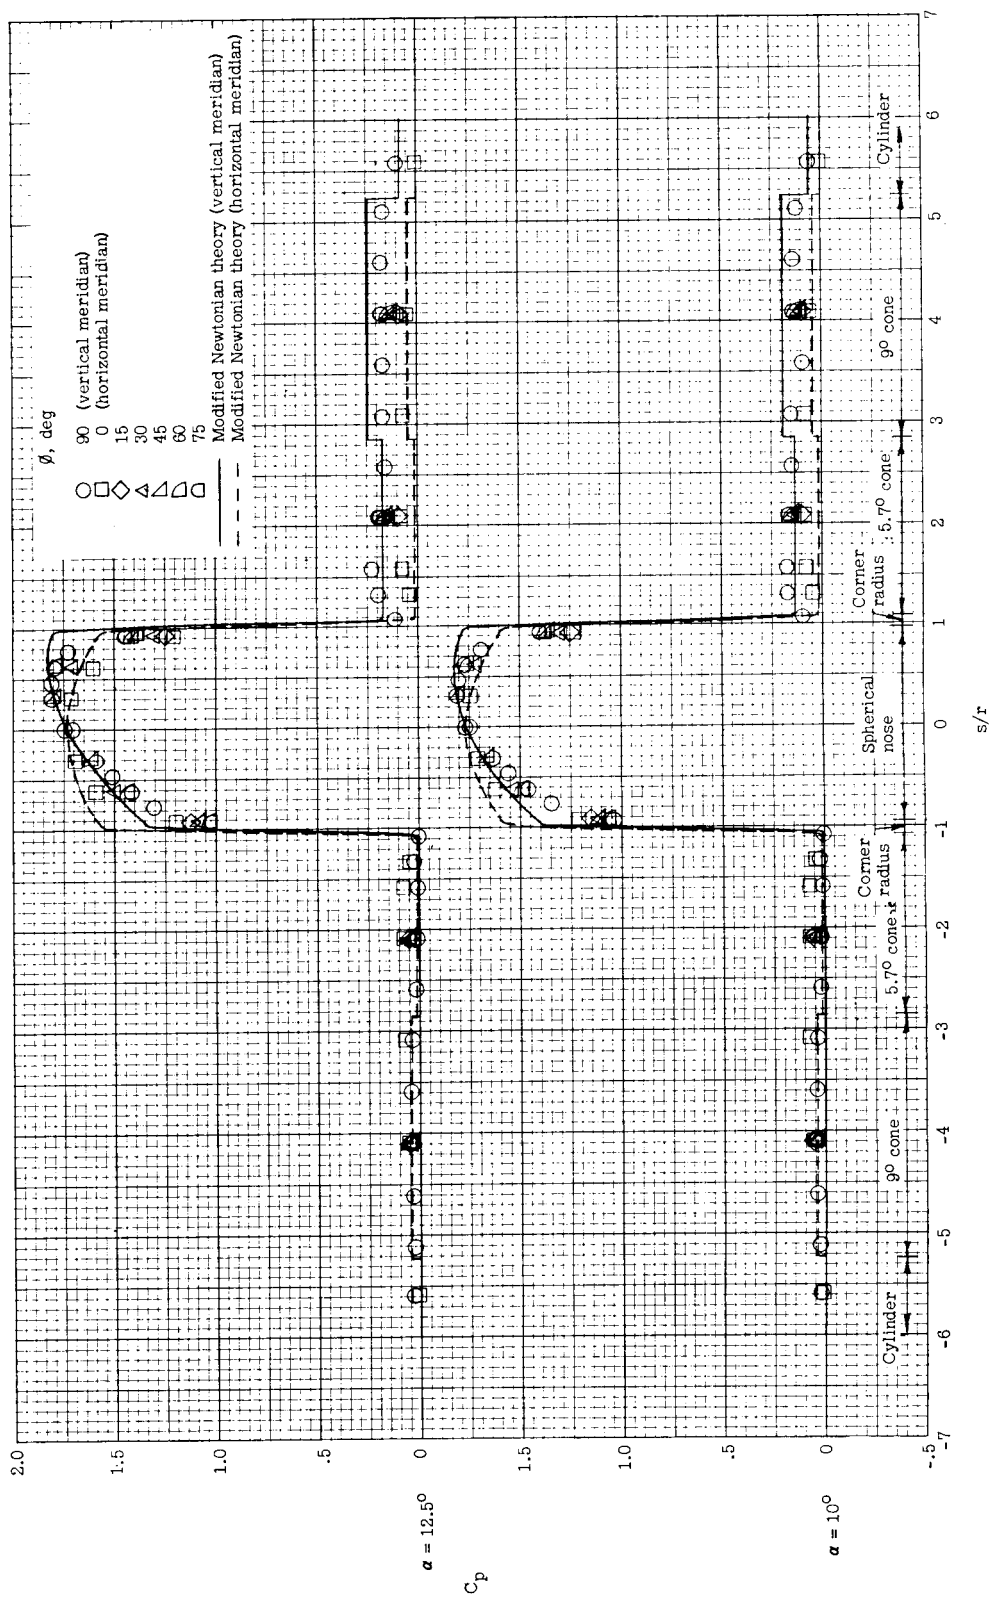 ϕ, deg
90 (vertical meridian)
0 (horizontal meridian)
15
30
45
60
75
Modified Newtonian theory (vertical meridian)
Modified Newtonian theory (horizontal meridian)
2.0
1.5
1.0
.5
0
α = 12.5°
1.5
1.0
.5
0
-.5
α = 10°
Cp
Cylinder
9° cone
5.7° cone
Corner
radius
Spherical
nose
Corner
radius
5.7° cone
9° cone
Cylinder
-7 -6 -5 -4 -3 -2 -1 0 1 2 3 4 5 6 7
s/r